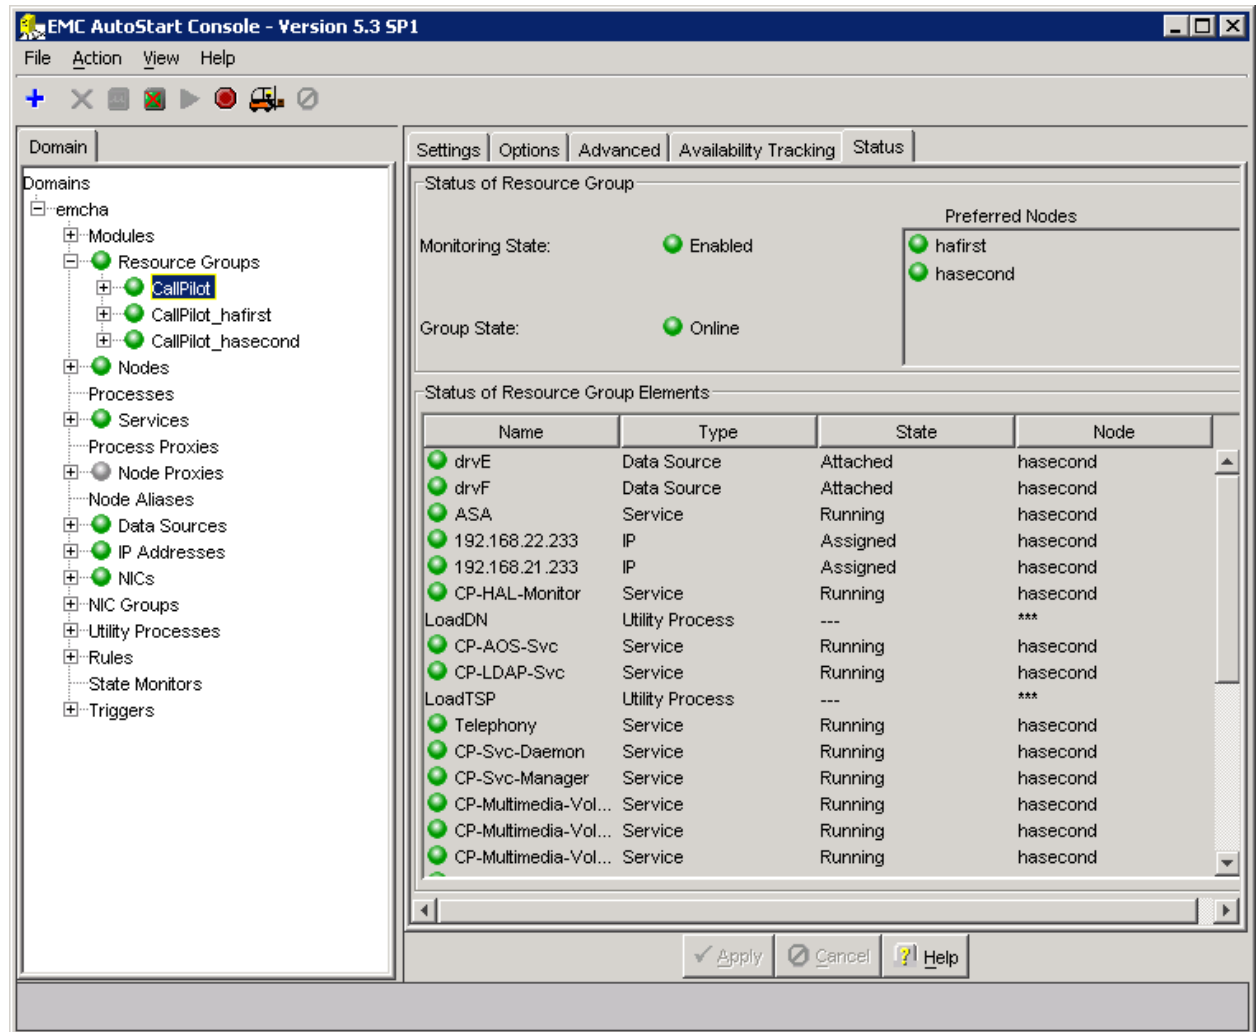 EMC AutoStart Console - Version 5.3 SP1
File Action View Help
Domain
Domains
emcha
Modules
Resource Groups
CallPilot
CallPilot_hafirst
CallPilot_hasecond
Nodes
Processes
Services
Process Proxies
Node Proxies
Node Aliases
Data Sources
IP Addresses
NICs
NIC Groups
Utility Processes
Rules
State Monitors
Triggers
Settings Options Advanced Availability Tracking Status
Status of Resource Group
Preferred Nodes
Monitoring State: Enabled hafirst
hasecond
Group State: Online
Status of Resource Group Elements
Name Type State Node
drvE Data Source Attached hasecond
drvF Data Source Attached hasecond
ASA Service Running hasecond
192.168.22.233 IP Assigned hasecond
192.168.21.233 IP Assigned hasecond
CP-HAL-Monitor Service Running hasecond
LoadDN Utility Process --- ***
CP-AOS-Svc Service Running hasecond
CP-LDAP-Svc Service Running hasecond
LoadTSP Utility Process --- ***
Telephony Service Running hasecond
CP-Svc-Daemon Service Running hasecond
CP-Svc-Manager Service Running hasecond
CP-Multimedia-Vol... Service Running hasecond
CP-Multimedia-Vol... Service Running hasecond
CP-Multimedia-Vol... Service Running hasecond
Apply Cancel Help